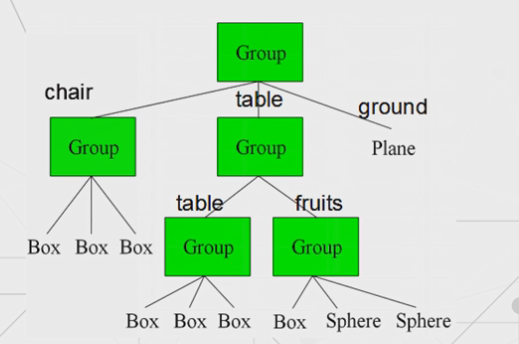 Group
chair
table
ground
Group
Group
Plane
table
fruits
Box Box Box
Group
Group
Box Box Box
Box Sphere Sphere